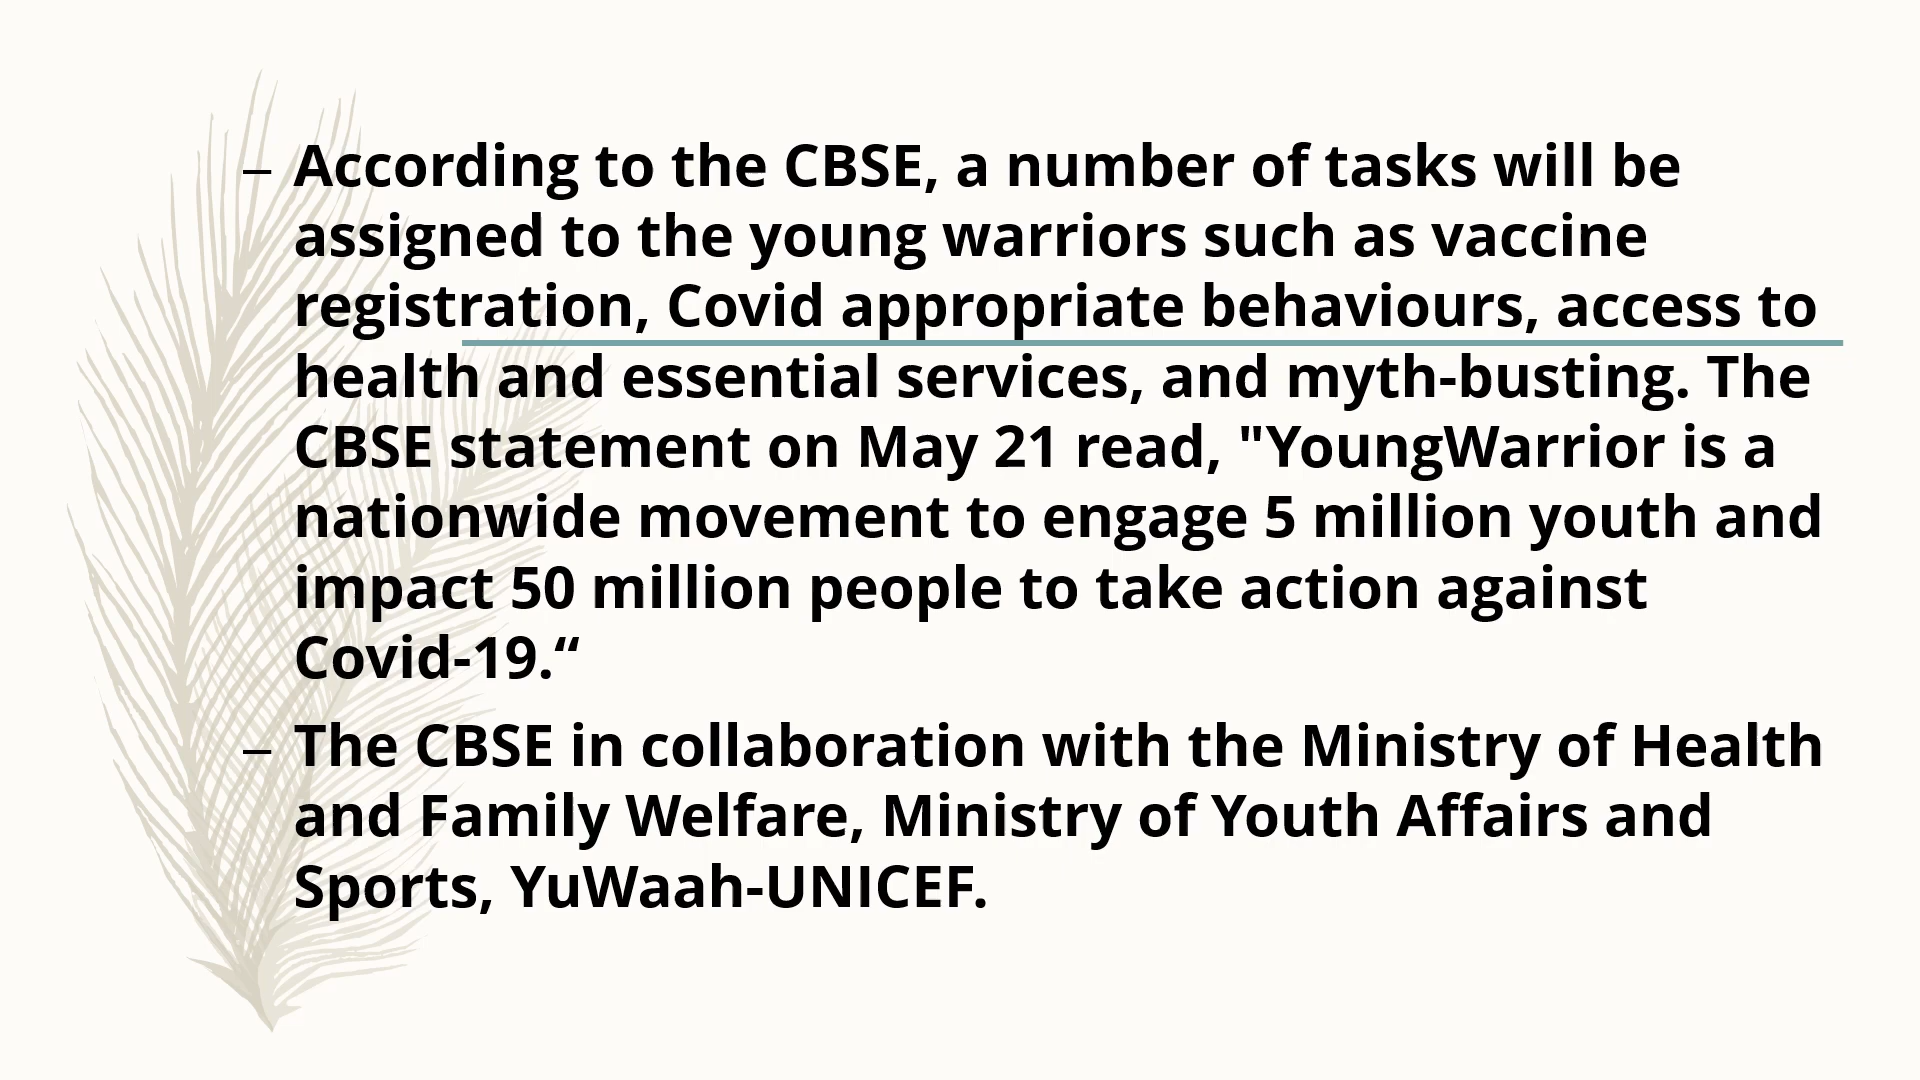 – According to the CBSE, a number of tasks will be
assigned to the young warriors such as vaccine
registration, Covid appropriate behaviours, access to
health and essential services, and myth-busting. The
CBSE statement on May 21 read, "YoungWarrior is a
nationwide movement to engage 5 million youth and
impact 50 million people to take action against
Covid-19.“
– The CBSE in collaboration with the Ministry of Health
and Family Welfare, Ministry of Youth Affairs and
Sports, YuWaah-UNICEF.